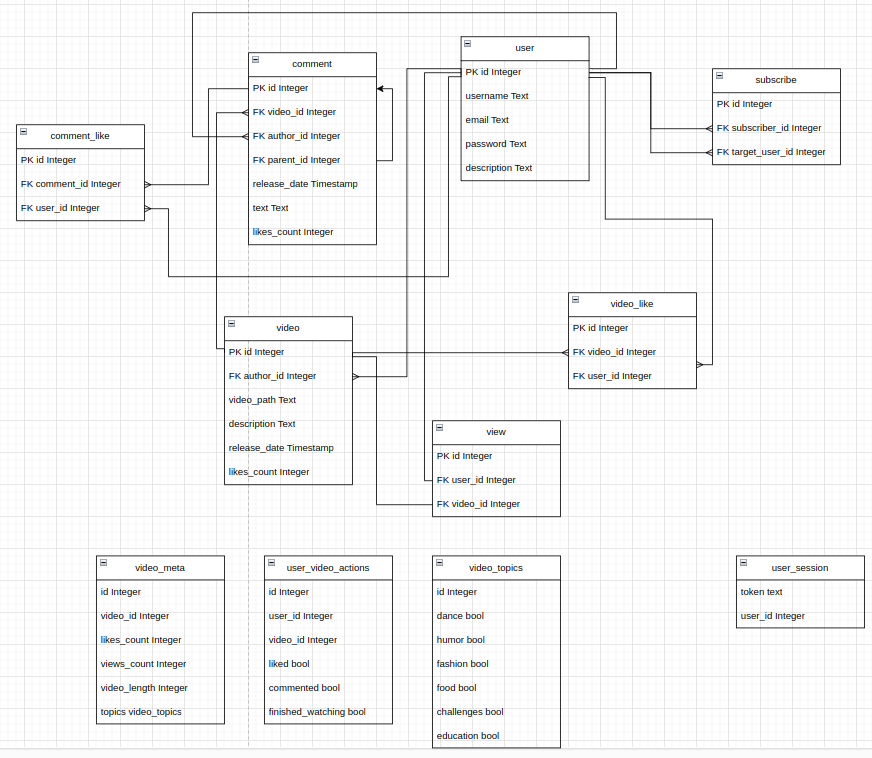 comment
PK id Integer
FK video_id Integer
FK author_id Integer
FK parent_id Integer
release_date Timestamp
text Text
likes_count Integer
user
PK id Integer
username Text
email Text
password Text
description Text
subscribe
PK id Integer
FK subscriber_id Integer
FK target_user_id Integer
comment_like
PK id Integer
FK comment_id Integer
FK user_id Integer
video
PK id Integer
FK author_id Integer
video_path Text
description Text
release_date Timestamp
likes_count Integer
video_like
PK id Integer
FK video_id Integer
FK user_id Integer
view
PK id Integer
FK user_id Integer
FK video_id Integer
video_meta
id Integer
video_id Integer
likes_count Integer
views_count Integer
video_length Integer
topics video_topics
user_video_actions
id Integer
user_id Integer
video_id Integer
liked bool
commented bool
finished_watching bool
video_topics
id Integer
dance bool
humor bool
fashion bool
food bool
challenges bool
education bool
user_session
token text
user_id Integer